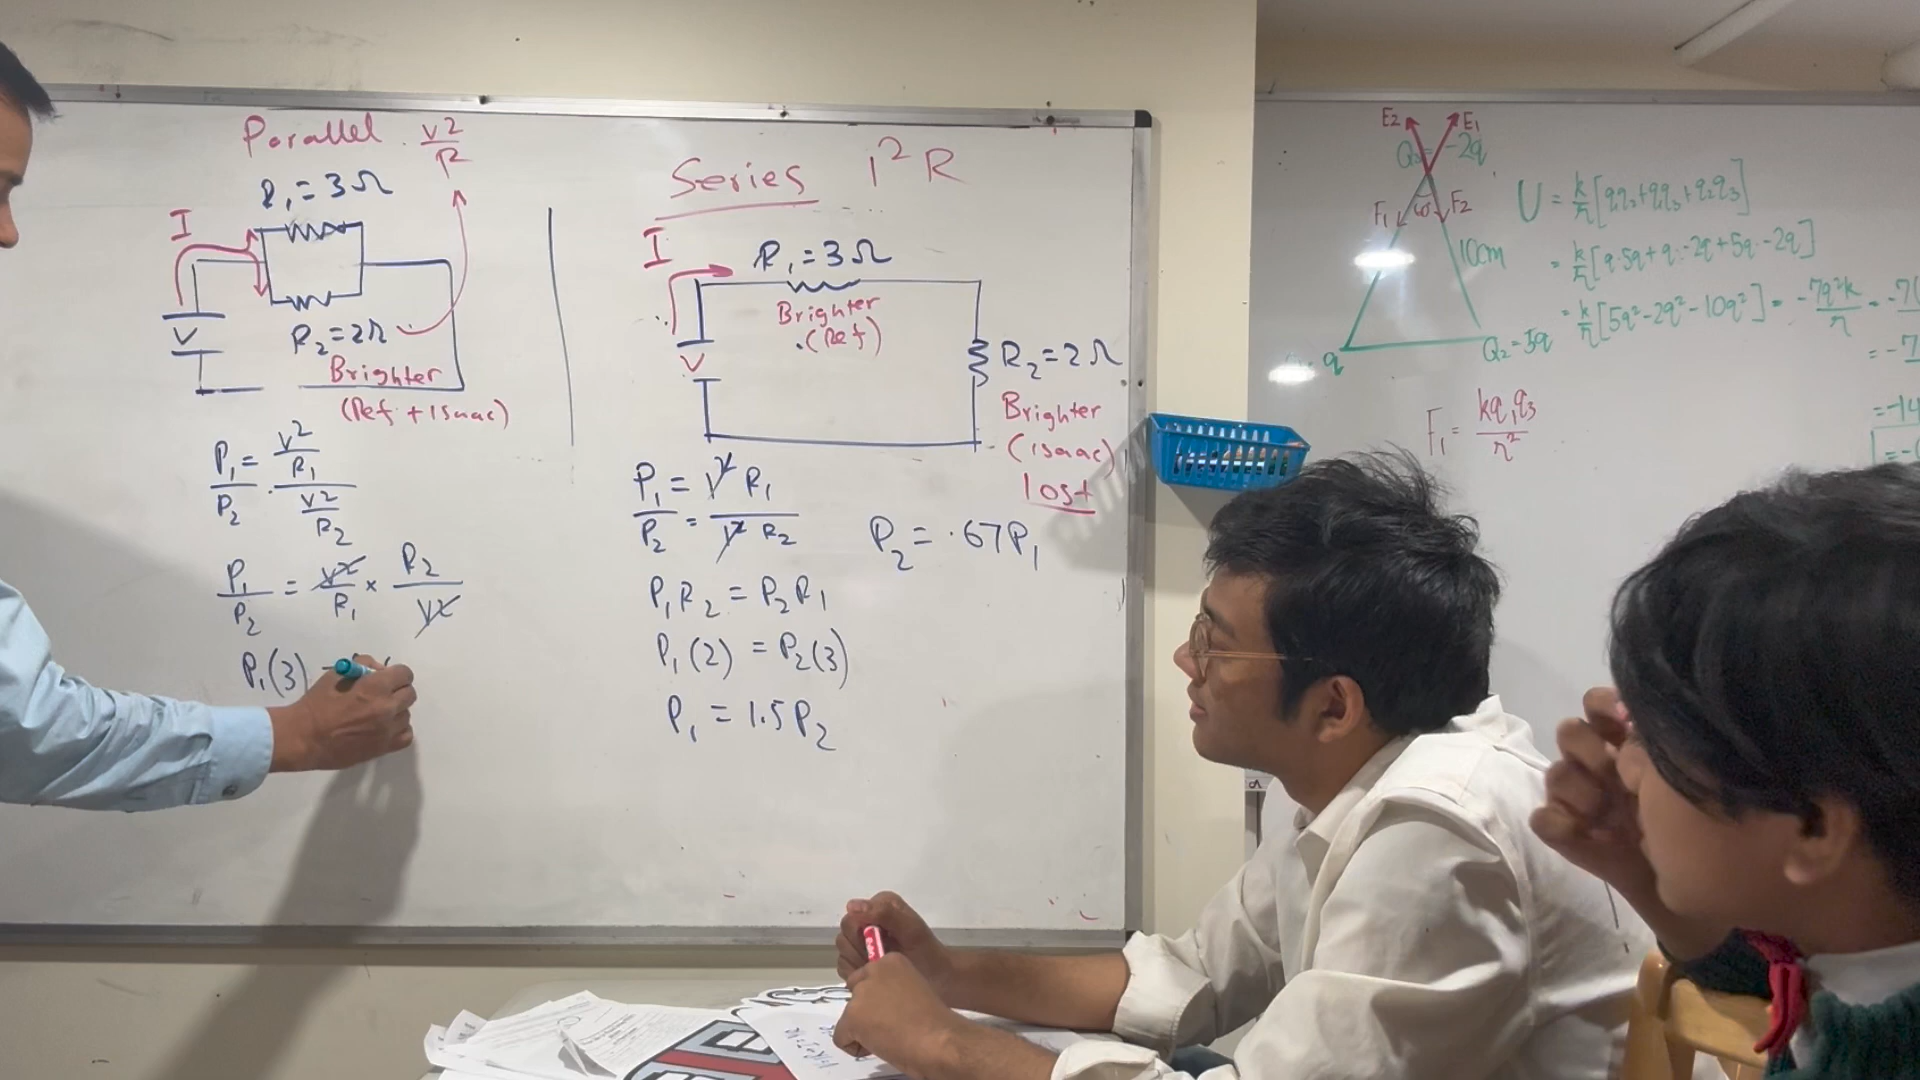 Parallel V²/R
R₁ = 3Ω
I
V
R₂ = 2Ω
Brighter
(Ref + Isaac)
P₁/P₂ = (V²/R₁)/(V²/R₂)
P₁/P₂ = V²/R₁ × R₂/V²
P₁(3)
Series I²R
I
R₁ = 3Ω
Brighter
(Ref)
V
R₂ = 2Ω
Brighter
(Isaac)
lost
P₁/P₂ = I²R₁/I²R₂
P₂ = .67P₁
P₁R₂ = P₂R₁
P₁(2) = P₂(3)
P₁ = 1.5P₂
E₂ E₁
-2q
F₁ F₂
10cm
q
Q₂ = 5q
U = k/r[q₁q₂+q₁q₃+q₂q₃]
= k/r[q·5q+q·-2q+5q·-2q]
= k/r[5q²-2q²-10q²] = -7q²k/r = -7
= -7
= -14
F₁ = kq₁q₃/r²